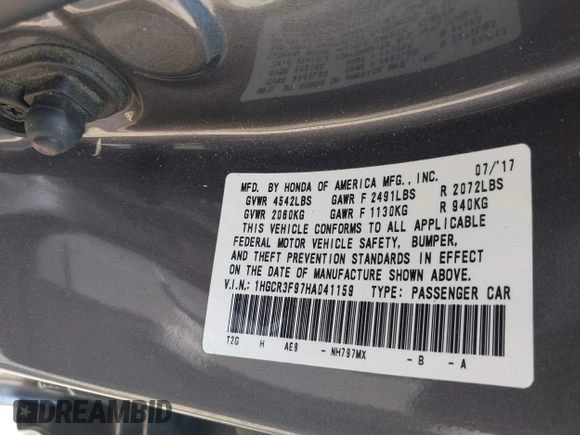 MFD. BY HONDA OF AMERICA MFG., INC. 07/'17
GVWR 4542LBS GAWR F 2491LBS R 2072LBS
GVWR 2060KG GAWR F 1130KG R 940KG
THIS VEHICLE CONFORMS TO ALL APPLICABLE
FEDERAL MOTOR VEHICLE SAFETY, BUMPER,
AND THEFT PREVENTION STANDARDS IN EFFECT
ON THE DATE OF MANUFACTURE SHOWN ABOVE.
V.I.N.: 1HGCR3F97HA041159 TYPE: PASSENGER CAR
T2G H AE9 - NH797MX - B - A
DREAMBID